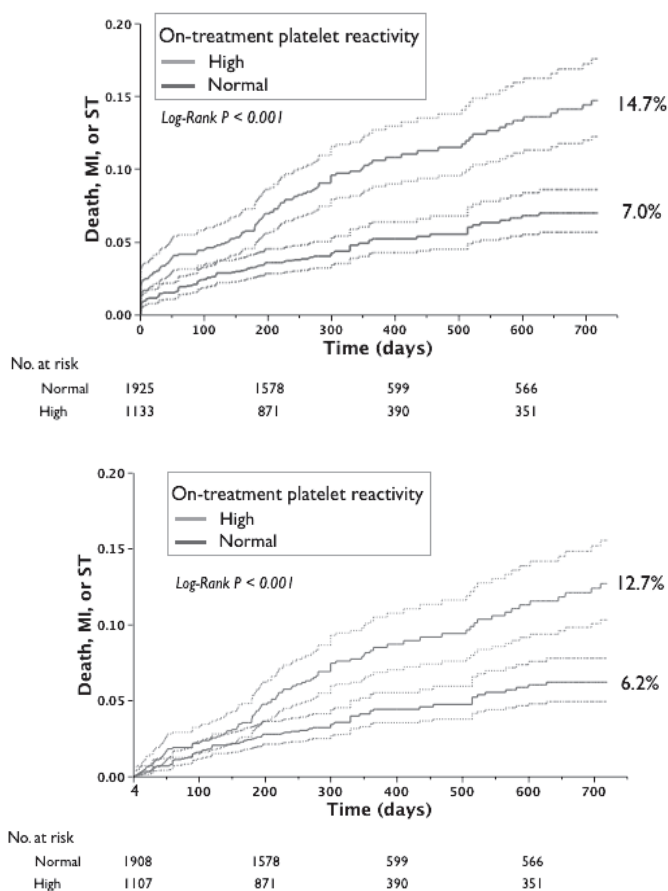 0.20
On-treatment platelet reactivity
High
Normal
Log-Rank P < 0.001
0.15
14.7%
Death, MI, or ST
0.10
7.0%
0.05
0.00
0 100 200 300 400 500 600 700
Time (days)
No. at risk
Normal 1925 1578 599 566
High 1133 871 390 351
0.20
On-treatment platelet reactivity
High
Normal
Log-Rank P < 0.001
0.15
12.7%
Death, MI, or ST
0.10
6.2%
0.05
0.00
4 100 200 300 400 500 600 700
Time (days)
No. at risk
Normal 1908 1578 599 566
High 1107 871 390 351